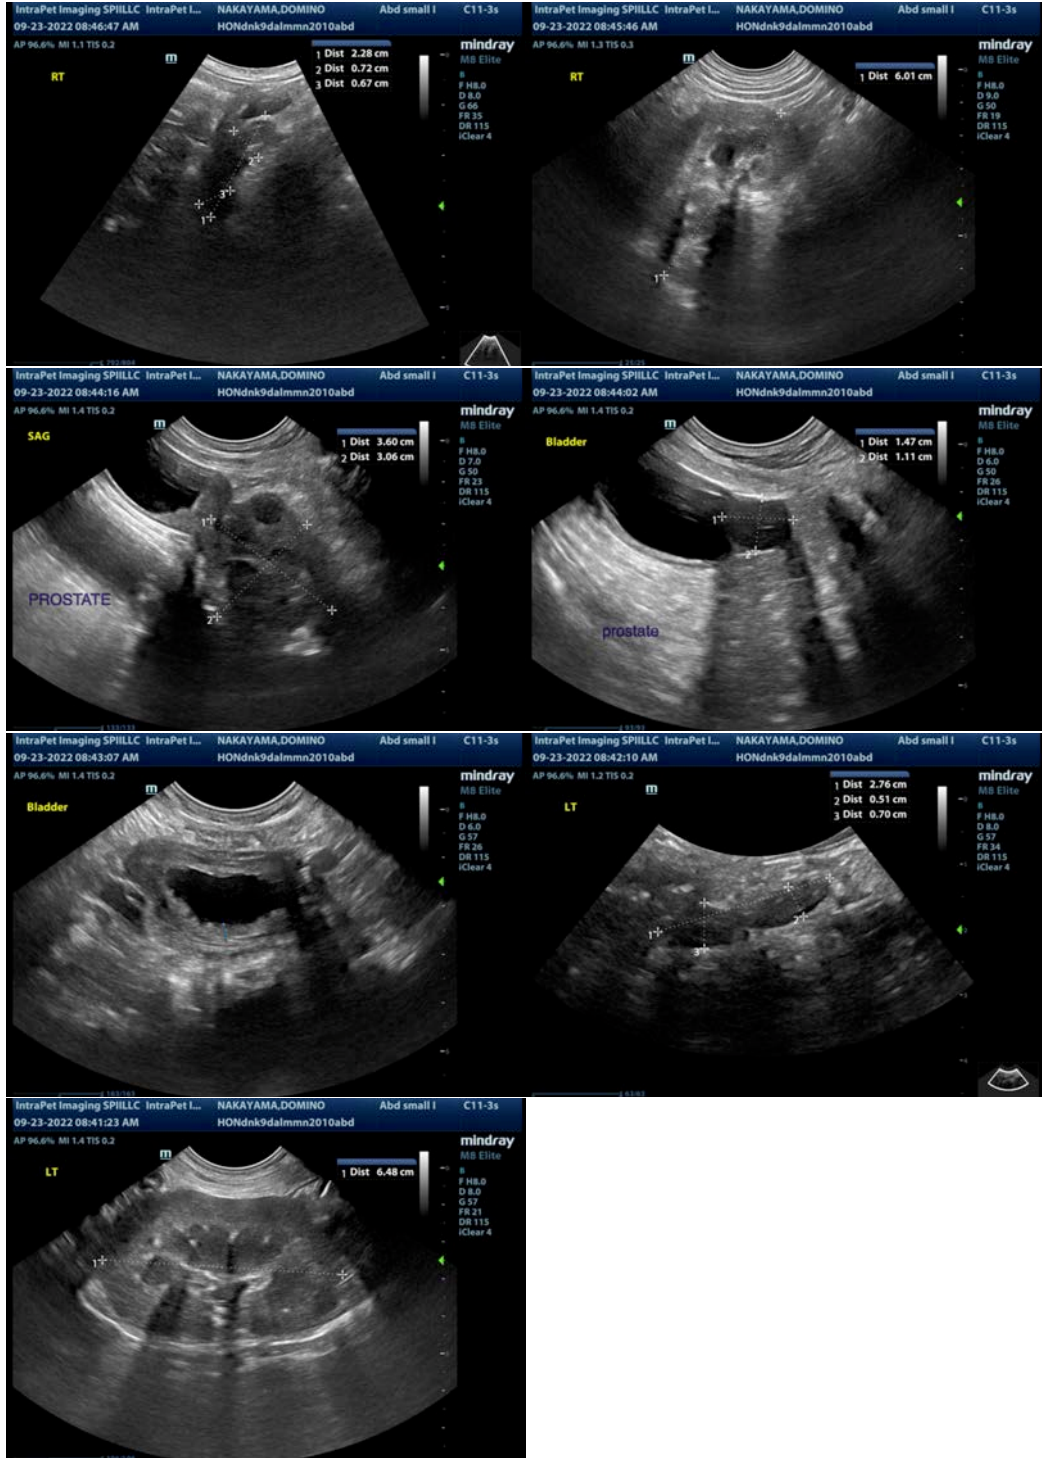 IntraPet Imaging SPIILLC IntraPet I... NAKAYAMA,DOMINO Abd small I C11-3s
09-23-2022 08:46:47 AM HONdnk9dalmmn2010abd
AP 96.6% MI 1.1 TIS 0.2
mindray
M8 Elite
m
RT
1 Dist 2.28 cm
2 Dist 0.72 cm
3 Dist 0.67 cm
B
F H8.0
D 8.0
G 66
FR 35
DR 115
iClear 4
1
2
3
IntraPet Imaging SPIILLC IntraPet I... NAKAYAMA,DOMINO Abd small I C11-3s
09-23-2022 08:45:46 AM HONdnk9dalmmn2010abd
AP 96.6% MI 1.3 TIS 0.3
mindray
M8 Elite
m
RT
1 Dist 6.01 cm
B
F H8.0
D 9.0
G 50
FR 19
DR 115
iClear 4
1
IntraPet Imaging SPIILLC IntraPet I... NAKAYAMA,DOMINO Abd small I C11-3s
09-23-2022 08:44:16 AM HONdnk9dalmmn2010abd
AP 96.6% MI 1.4 TIS 0.2
mindray
M8 Elite
m
SAG
1 Dist 3.60 cm
2 Dist 3.06 cm
B
F H8.0
D 7.0
G 50
FR 23
DR 115
iClear 4
1
2
PROSTATE
IntraPet Imaging SPIILLC IntraPet I... NAKAYAMA,DOMINO Abd small I C11-3s
09-23-2022 08:44:02 AM HONdnk9dalmmn2010abd
AP 96.6% MI 1.4 TIS 0.2
mindray
M8 Elite
m
Bladder
1 Dist 1.47 cm
2 Dist 1.11 cm
B
F H8.0
D 6.0
G 50
FR 26
DR 115
iClear 4
1
2
prostate
IntraPet Imaging SPIILLC IntraPet I... NAKAYAMA,DOMINO Abd small I C11-3s
09-23-2022 08:43:07 AM HONdnk9dalmmn2010abd
AP 96.6% MI 1.4 TIS 0.2
mindray
M8 Elite
m
Bladder
B
F H8.0
D 6.0
G 57
FR 26
DR 115
iClear 4
IntraPet Imaging SPIILLC IntraPet I... NAKAYAMA,DOMINO Abd small I C11-3s
09-23-2022 08:42:10 AM HONdnk9dalmmn2010abd
AP 96.6% MI 1.2 TIS 0.2
mindray
M8 Elite
m
LT
1 Dist 2.76 cm
2 Dist 0.51 cm
3 Dist 0.70 cm
B
F H8.0
D 8.0
G 57
FR 34
DR 115
iClear 4
1
2
3
IntraPet Imaging SPIILLC IntraPet I... NAKAYAMA,DOMINO Abd small I C11-3s
09-23-2022 08:41:23 AM HONdnk9dalmmn2010abd
AP 96.6% MI 1.4 TIS 0.2
mindray
M8 Elite
m
LT
1 Dist 6.48 cm
B
F H8.0
D 8.0
G 57
FR 21
DR 115
iClear 4
1